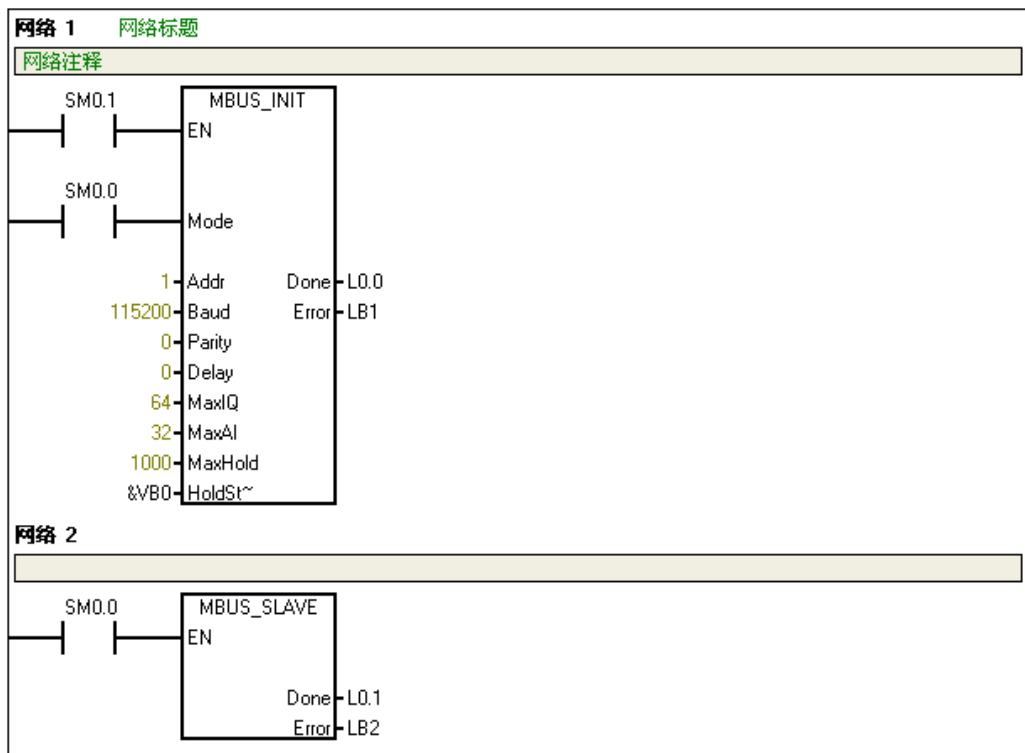 网络 1 网络标题
网络注释
SM0.1 MBUS_INIT
EN
SM0.0
Mode
1 Addr Done L0.0
115200 Baud Error LB1
0 Parity
0 Delay
64 MaxIQ
32 MaxAI
1000 MaxHold
&VB0 HoldSt~
网络 2
SM0.0 MBUS_SLAVE
EN
Done L0.1
Error LB2